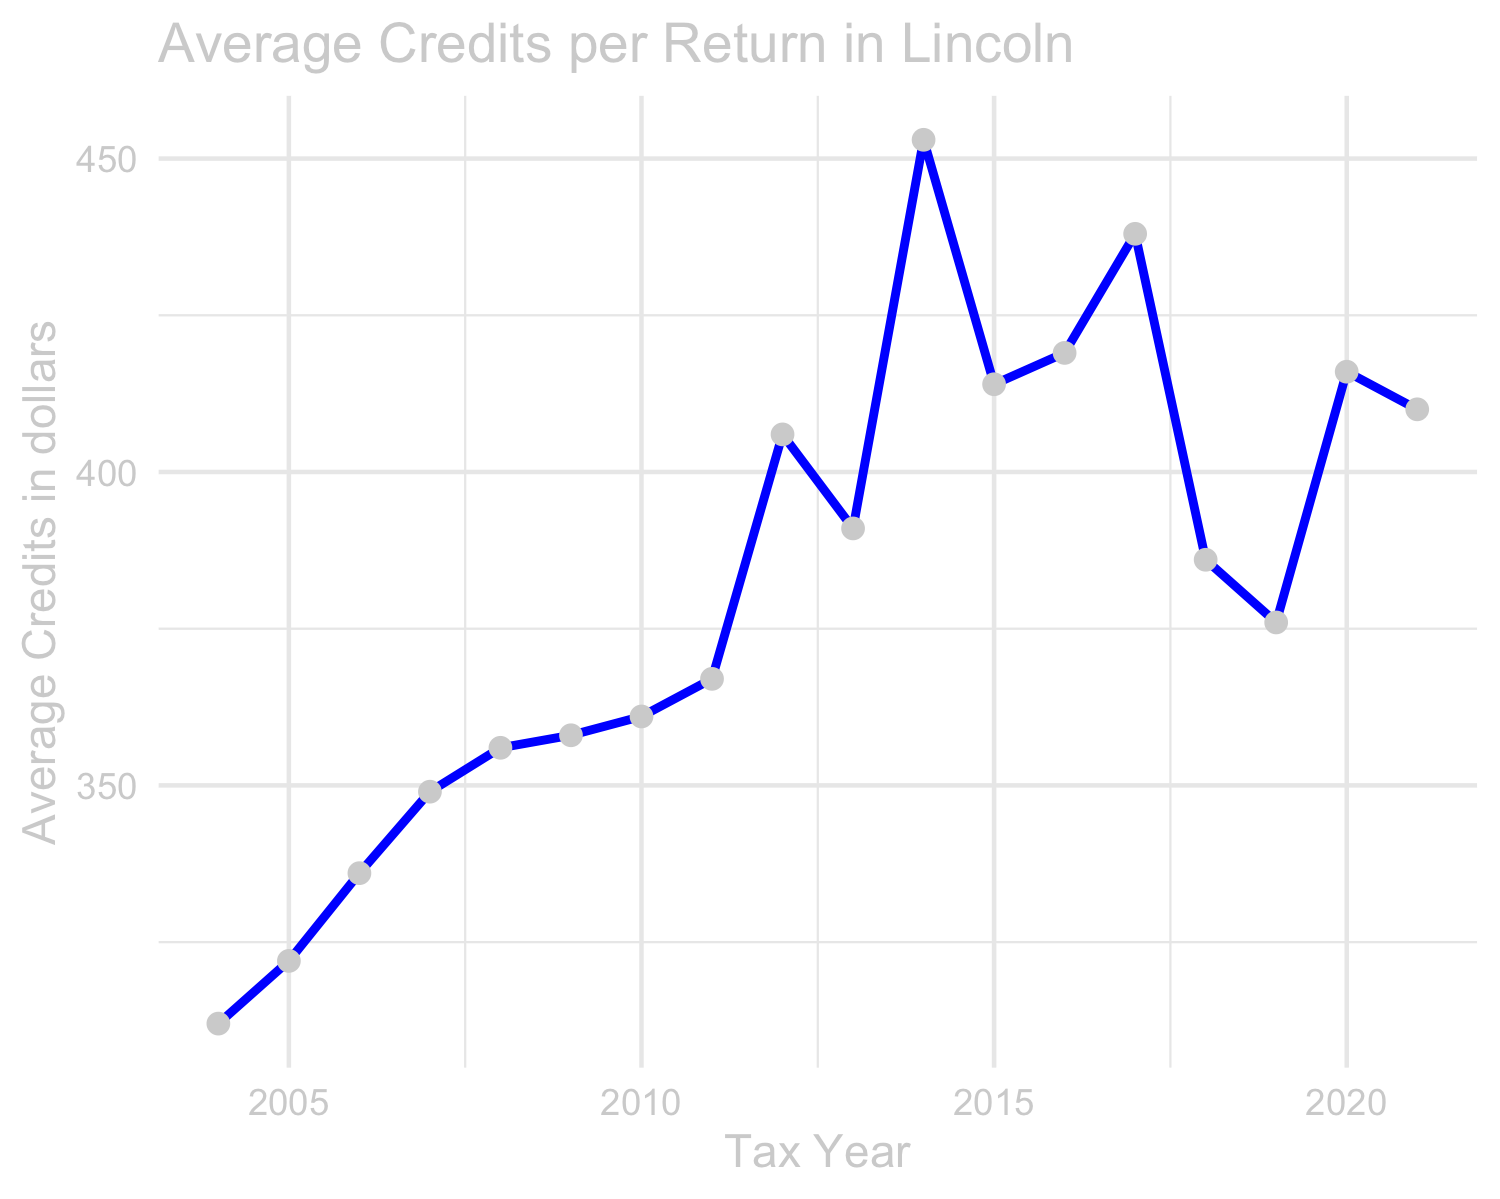 Average Credits per Return in Lincoln
450
400
350
Average Credits in dollars
2005 2010 2015 2020
Tax Year